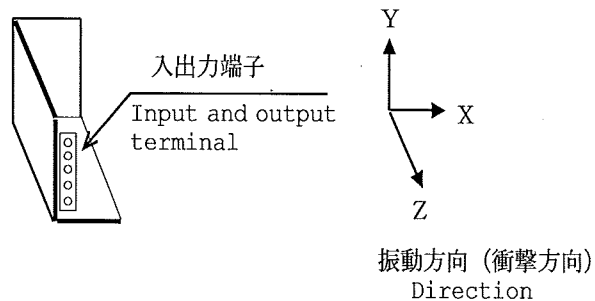 入出力端子
Input and output
terminal
Y
X
Z
振動方向 (衝撃方向)
Direction